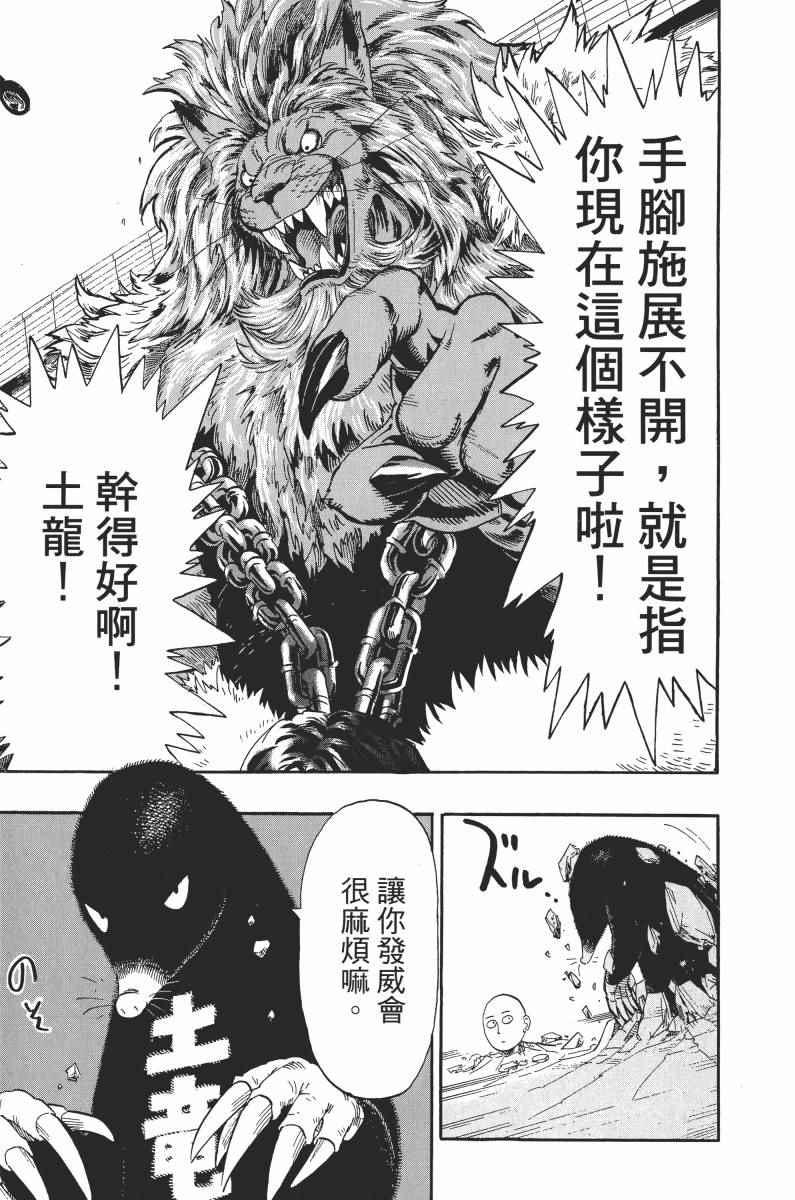 手腳施展不開，就是指
你現在這個樣子啦！
幹得好啊！
土龍！
ズル…
讓你發威會
很麻煩嘛。
のそ
土竜